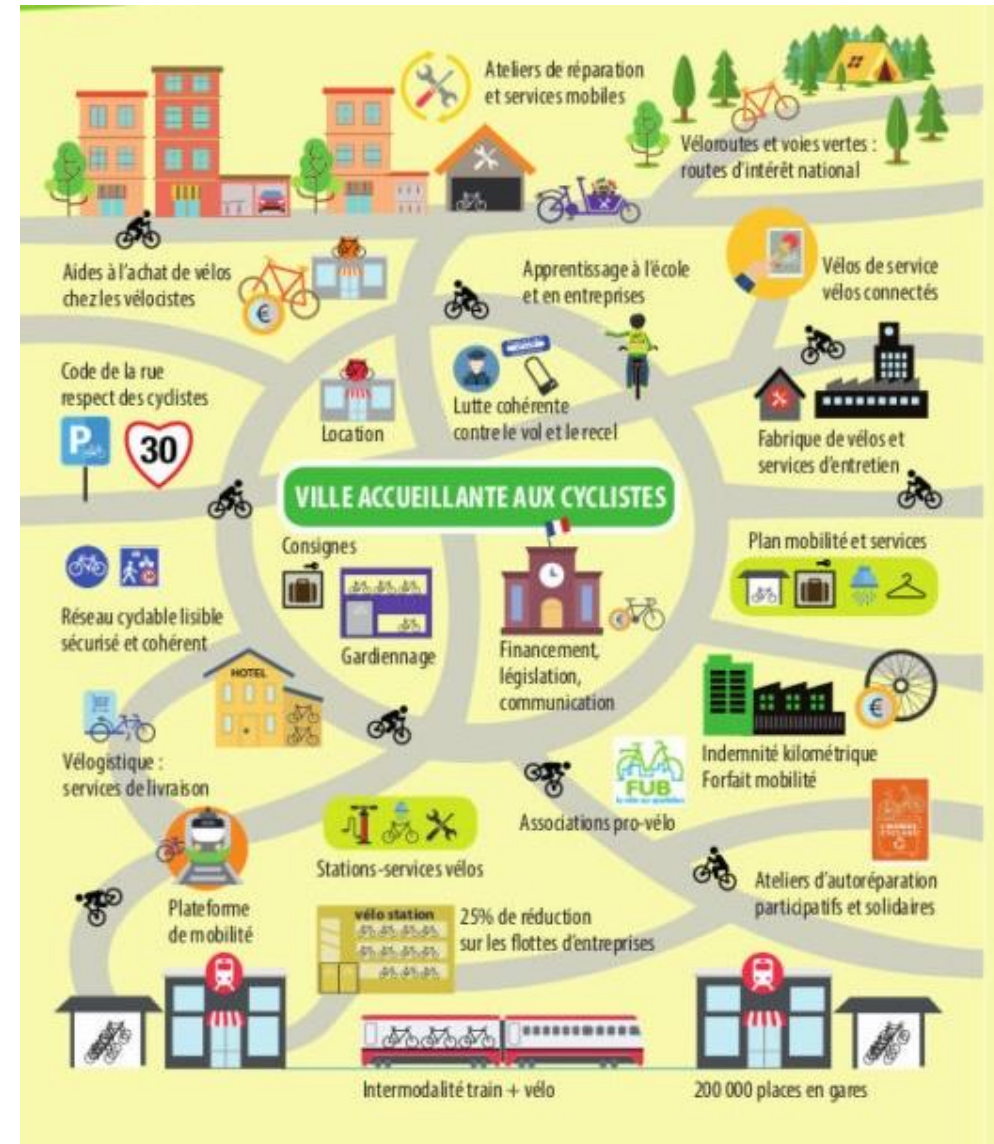 Ateliers de réparation
et services mobiles
Véloroutes et voies vertes :
routes d'intérêt national
Aides à l'achat de vélos
chez les vélocistes
€
Apprentissage à l'école
et en entreprises
Vélos de service
vélos connectés
Code de la rue
respect des cyclistes
P
30
Location
Lutte cohérente
contre le vol et le recel
Fabrique de vélos et
services d'entretien
VILLE ACCUEILLANTE AUX CYCLISTES
Consignes
Plan mobilité et services
Réseau cyclable lisible
sécurisé et cohérent
Gardiennage
€
Financement,
législation,
communication
HOTEL
€
Vélogistique :
services de livraison
Indemnité kilométrique
Forfait mobilité
FUB
Associations pro-vélo
Stations-services vélos
Ateliers d'autoréparation
participatifs et solidaires
Plateforme
de mobilité
vélo station
25% de réduction
sur les flottes d'entreprises
Intermodalité train + vélo
200 000 places en gares